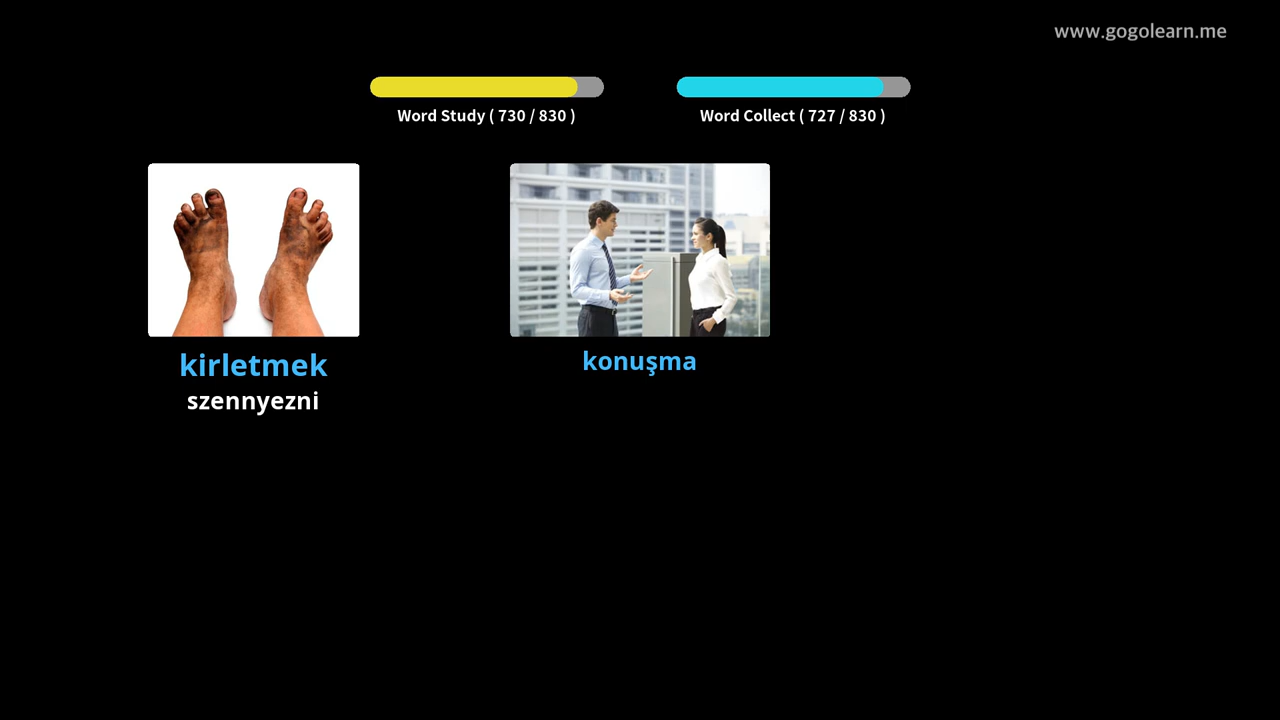 www.gogolearn.me
Word Study ( 730 / 830 )
Word Collect ( 727 / 830 )
kirletmek
szennyezni
konuşma